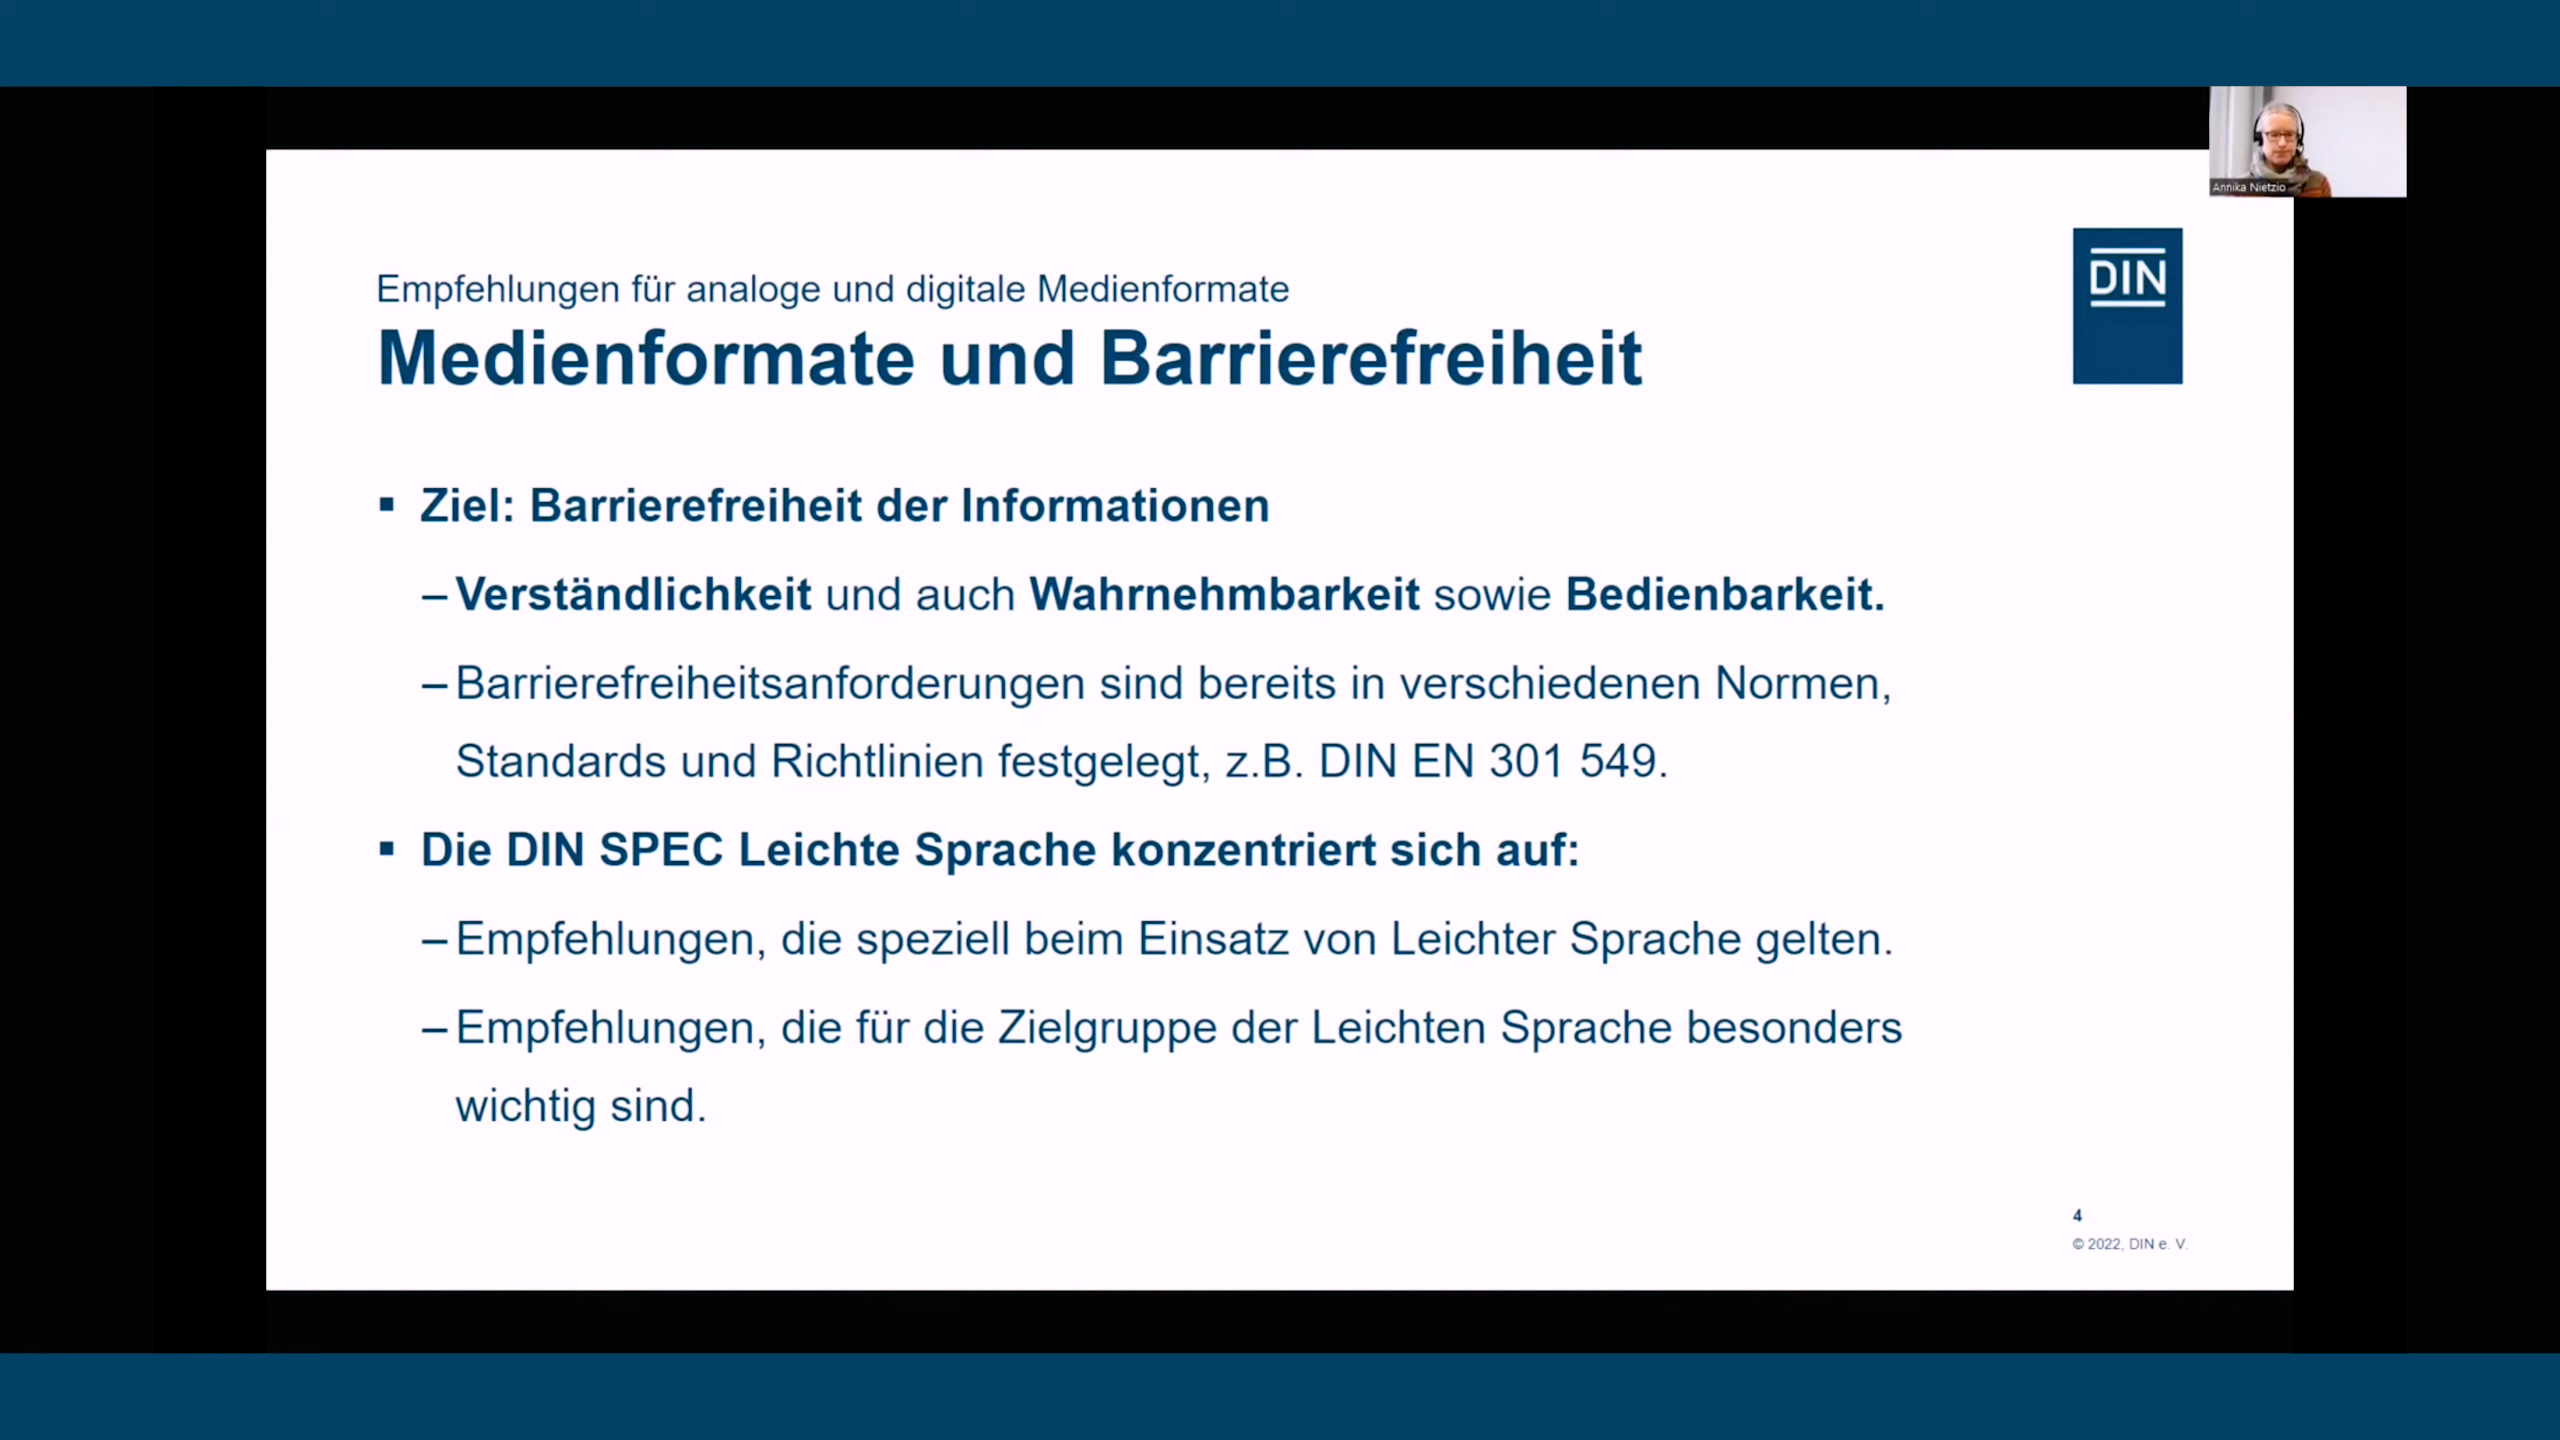 Annika Nietzio
DIN
Empfehlungen für analoge und digitale Medienformate
Medienformate und Barrierefreiheit
▪ Ziel: Barrierefreiheit der Informationen
– Verständlichkeit und auch Wahrnehmbarkeit sowie Bedienbarkeit.
– Barrierefreiheitsanforderungen sind bereits in verschiedenen Normen,
Standards und Richtlinien festgelegt, z.B. DIN EN 301 549.
▪ Die DIN SPEC Leichte Sprache konzentriert sich auf:
– Empfehlungen, die speziell beim Einsatz von Leichter Sprache gelten.
– Empfehlungen, die für die Zielgruppe der Leichten Sprache besonders
wichtig sind.
4
© 2022, DIN e. V.